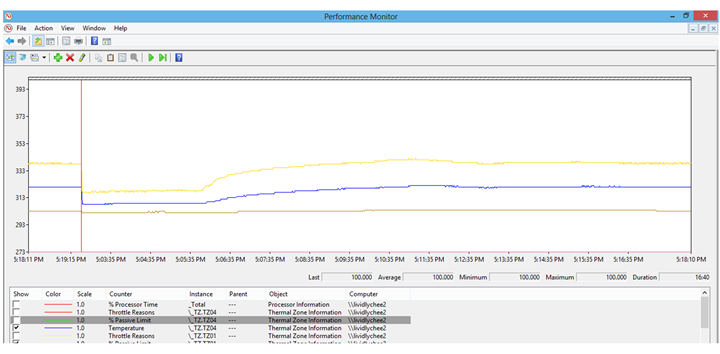 Performance Monitor
File Action View Window Help
393
373
353
333
313
293
273
5:18:11 PM 5:19:15 PM 5:03:35 PM 5:04:35 PM 5:05:35 PM 5:06:35 PM 5:07:35 PM 5:08:35 PM 5:09:35 PM 5:10:35 PM 5:11:35 PM 5:12:35 PM 5:13:35 PM 5:14:35 PM 5:15:35 PM 5:16:35 PM 5:18:10 PM
Last 100.000 Average 100.000 Minimum 100.000 Maximum 100.000 Duration 16:40
Show Color Scale Counter Instance Parent Object Computer
1.0 % Processor Time _Total --- Processor Information \\lividlychee2
1.0 Throttle Reasons \_TZ.TZ04 --- Thermal Zone Information \\lividlychee2
1.0 % Passive Limit \_TZ.TZ04 --- Thermal Zone Information \\lividlychee2
1.0 Temperature \_TZ.TZ04 --- Thermal Zone Information \\lividlychee2
1.0 Throttle Reasons \_TZ.TZ01 --- Thermal Zone Information \\lividlychee2
1.0 % Passive Limit \_TZ.TZ01 --- Thermal Zone Information \\lividlychee2